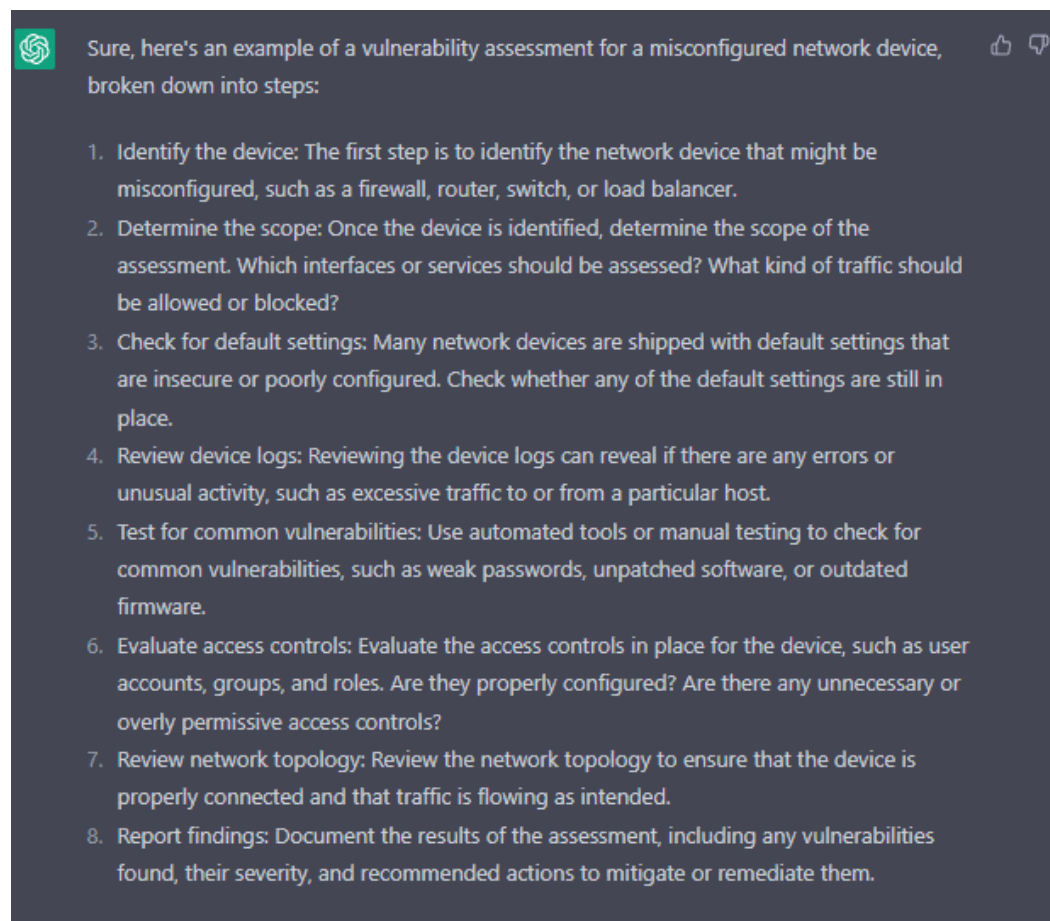 Sure, here's an example of a vulnerability assessment for a misconfigured network device,
broken down into steps:
1. Identify the device: The first step is to identify the network device that might be
misconfigured, such as a firewall, router, switch, or load balancer.
2. Determine the scope: Once the device is identified, determine the scope of the
assessment. Which interfaces or services should be assessed? What kind of traffic should
be allowed or blocked?
3. Check for default settings: Many network devices are shipped with default settings that
are insecure or poorly configured. Check whether any of the default settings are still in
place.
4. Review device logs: Reviewing the device logs can reveal if there are any errors or
unusual activity, such as excessive traffic to or from a particular host.
5. Test for common vulnerabilities: Use automated tools or manual testing to check for
common vulnerabilities, such as weak passwords, unpatched software, or outdated
firmware.
6. Evaluate access controls: Evaluate the access controls in place for the device, such as user
accounts, groups, and roles. Are they properly configured? Are there any unnecessary or
overly permissive access controls?
7. Review network topology: Review the network topology to ensure that the device is
properly connected and that traffic is flowing as intended.
8. Report findings: Document the results of the assessment, including any vulnerabilities
found, their severity, and recommended actions to mitigate or remediate them.